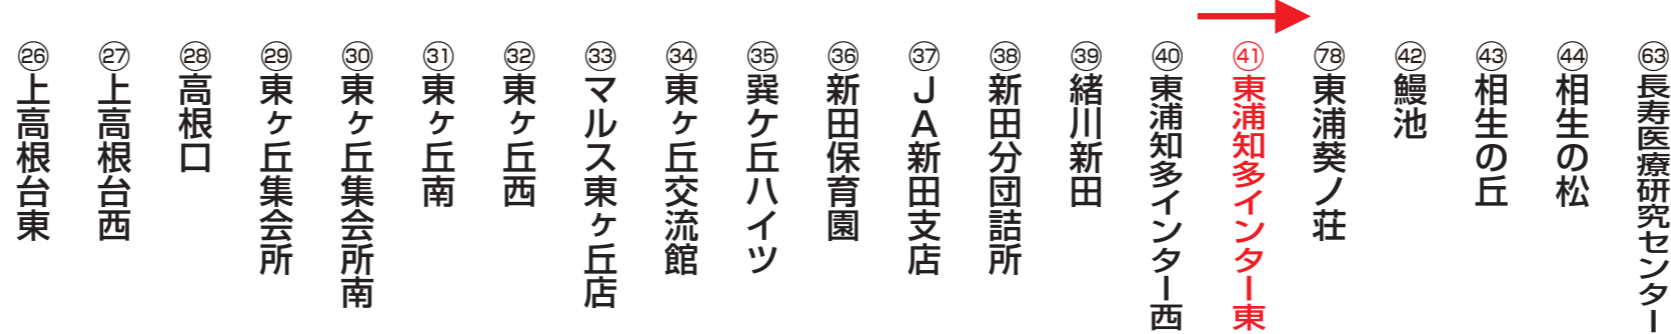 ㉖上高根台東
㉗上高根台西
㉘高根口
㉙東ヶ丘集会所
㉚東ヶ丘集会所南
㉛東ヶ丘南
㉜東ヶ丘西
㉝マルス東ヶ丘店
㉞東ヶ丘交流館
㉟巽ケ丘ハイツ
㊱新田保育園
㊲ＪＡ新田支店
㊳新田分団詰所
㊴緒川新田
㊵東浦知多インター西
㊶東浦知多インター東
78東浦葵ノ荘
㊷鰻池
㊸相生の丘
㊹相生の松
63長寿医療研究センター